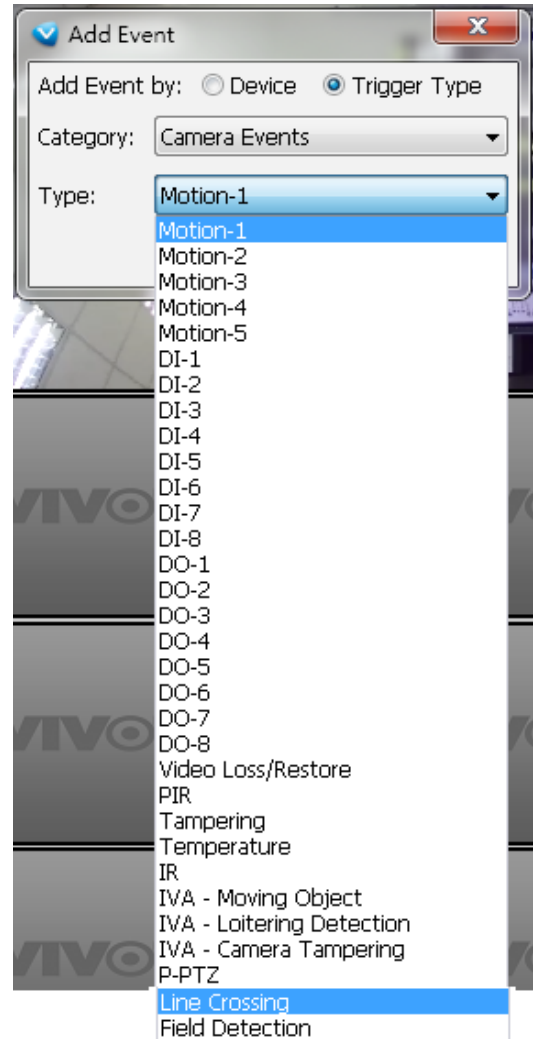 Add Event
Add Event by: Device Trigger Type
Category: Camera Events
Type: Motion-1
Motion-1
Motion-2
Motion-3
Motion-4
Motion-5
DI-1
DI-2
DI-3
DI-4
DI-5
DI-6
DI-7
DI-8
DO-1
DO-2
DO-3
DO-4
DO-5
DO-6
DO-7
DO-8
Video Loss/Restore
PIR
Tampering
Temperature
IR
IVA - Moving Object
IVA - Loitering Detection
IVA - Camera Tampering
P-PTZ
Line Crossing
Field Detection
VIVO
VIVO
VIVO